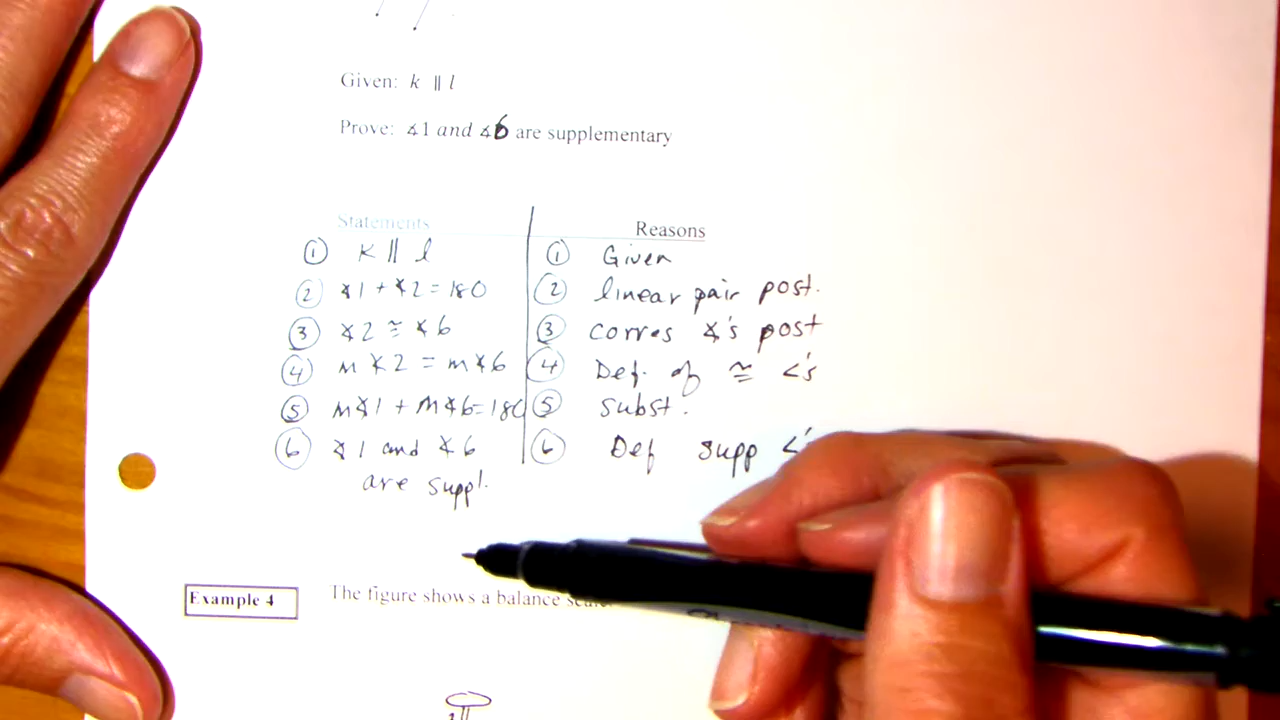 Given: k ∥ l
Prove: ∡1 and ∡6 are supplementary
Statements Reasons
① k ∥ l ① Given
② ∡1 + ∡2 = 180 ② linear pair post.
③ ∡2 ≅ ∡6 ③ corres ∡'s post
④ m∡2 = m∡6 ④ Def. of ≅ <'s
⑤ m∡1 + m∡6 = 180 ⑤ subst.
⑥ ∡1 and ∡6 ⑥ Def supp <'s
are suppl.
Example 4 The figure shows a balance